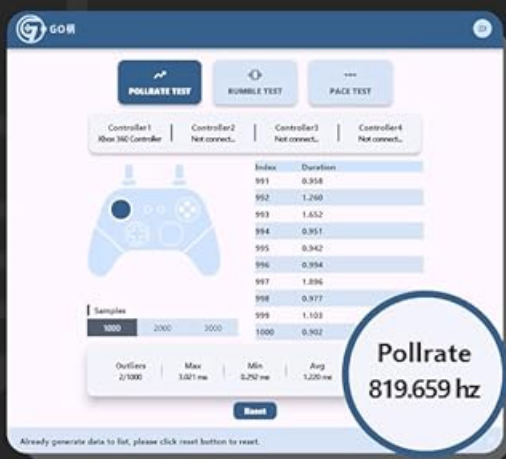 GO柄
POLLRATE TEST
RUMBLE TEST
PACE TEST
Controller1 Controller2 Controller3 Controller4
Xbox 360 Controller Not connect... Not connect... Not connect...
Index Duration
991 0.958
992 1.260
993 1.652
994 0.951
995 0.942
996 0.994
997 1.896
998 0.977
999 1.103
1000 0.902
Samples
1000 2000 3000
Outliers Max Min Avg
2/1000 3.021 ms 0.292 ms 1.220 ms
Pollrate
819.659 hz
Reset
Already generate data to list, please click reset button to reset.